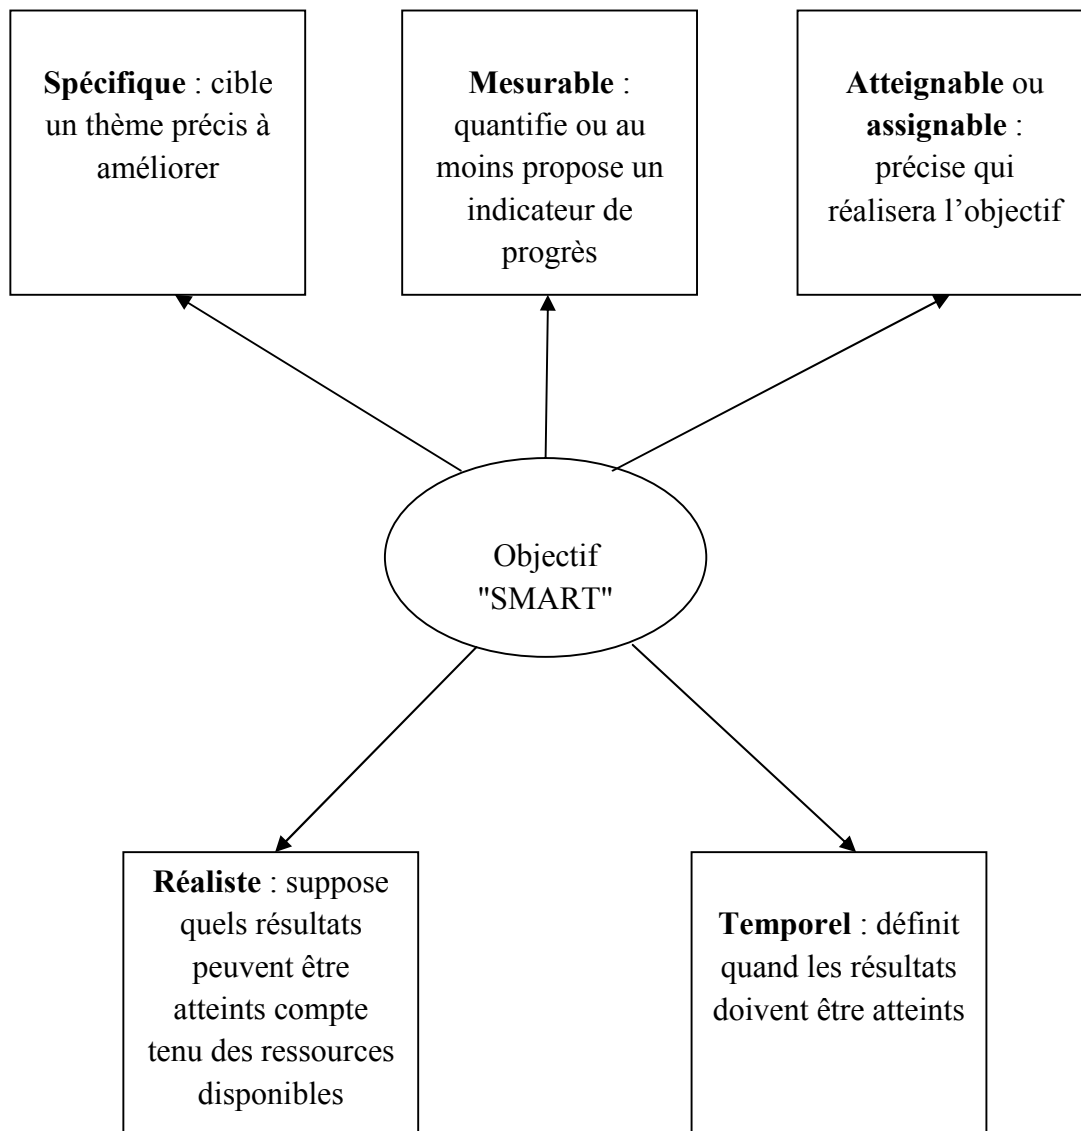 Spécifique : cible
un thème précis à
améliorer
Mesurable :
quantifie ou au
moins propose un
indicateur de
progrès
Atteignable ou
assignable :
précise qui
réalisera l’objectif
Objectif
"SMART"
Réaliste : suppose
quels résultats
peuvent être
atteints compte
tenu des ressources
disponibles
Temporel : définit
quand les résultats
doivent être atteints